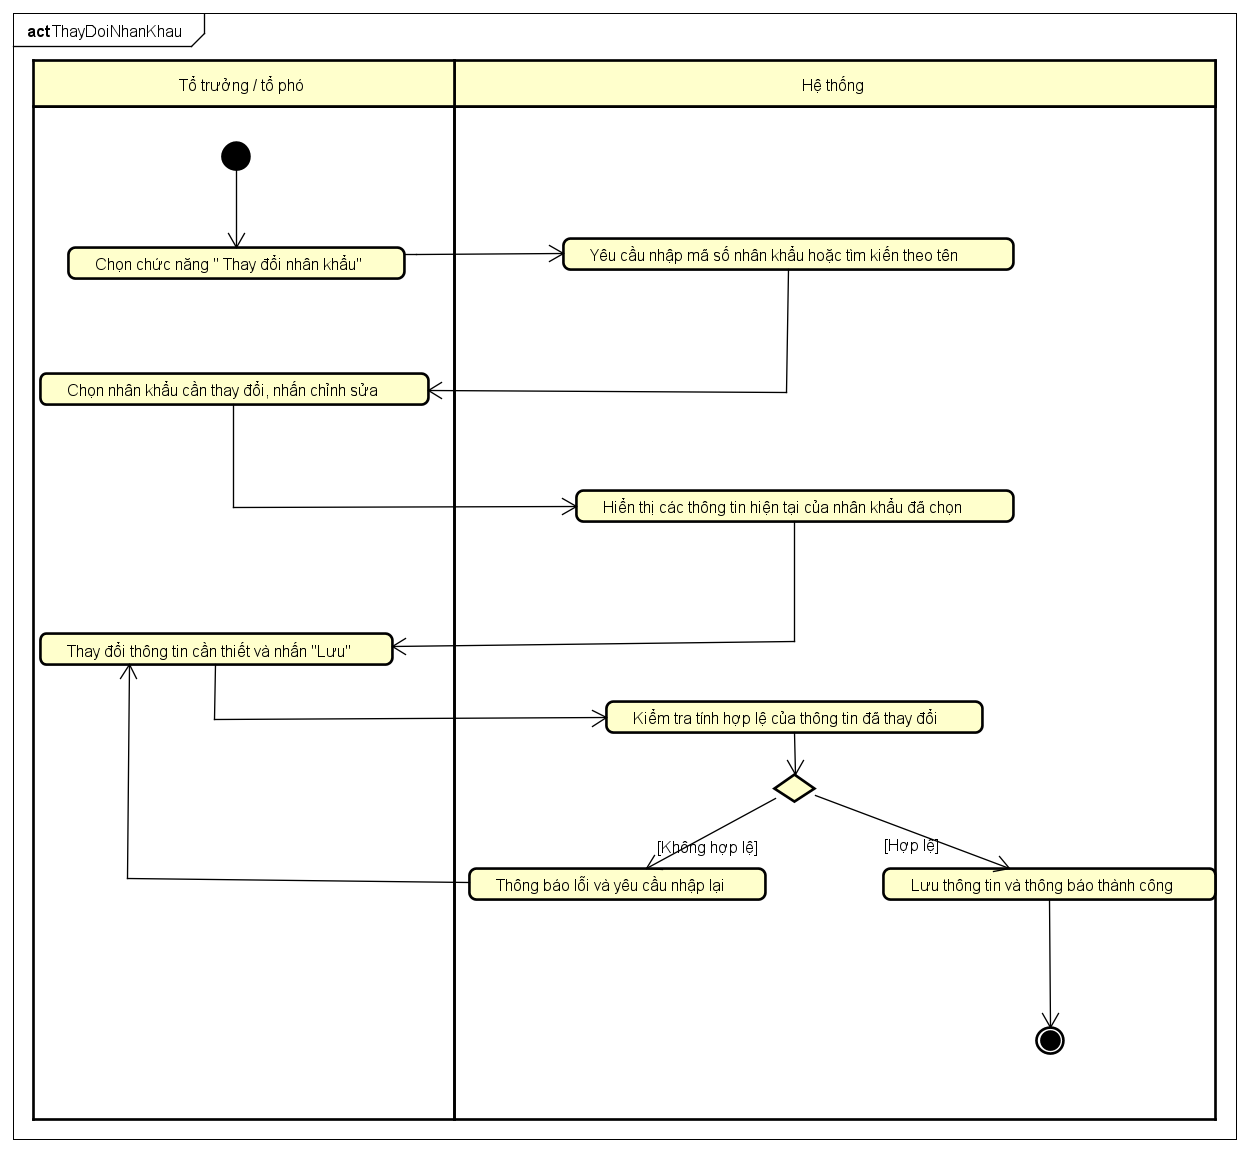 act ThayDoiNhanKhau
Tổ trưởng / tổ phó
Hệ thống
Chọn chức năng " Thay đổi nhân khẩu"
Yêu cầu nhập mã số nhân khẩu hoặc tìm kiến theo tên
Chọn nhân khẩu cần thay đổi, nhấn chỉnh sửa
Hiển thị các thông tin hiện tại của nhân khẩu đã chọn
Thay đổi thông tin cần thiết và nhấn "Lưu"
Kiểm tra tính hợp lệ của thông tin đã thay đổi
[Không hợp lệ]
[Hợp lệ]
Thông báo lỗi và yêu cầu nhập lại
Lưu thông tin và thông báo thành công